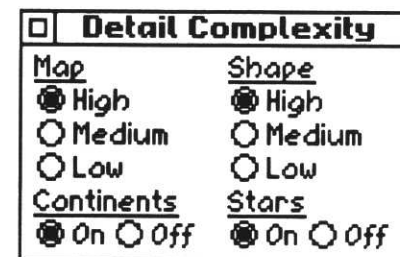 Detail Complexity
Map Shape
High High
Medium Medium
Low Low
Continents Stars
On Off On Off